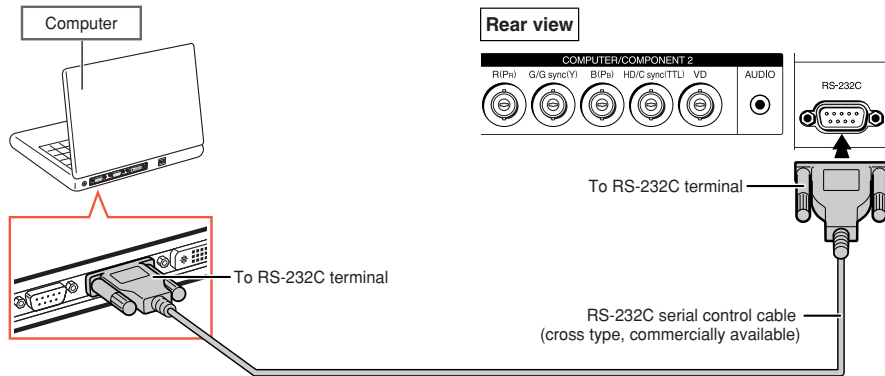 Computer
Rear view
COMPUTER/COMPONENT 2
R(PR) G/G sync(Y) B(PB) HD/C sync(TTL) VD AUDIO
RS-232C
To RS-232C terminal
To RS-232C terminal
RS-232C serial control cable
(cross type, commercially available)